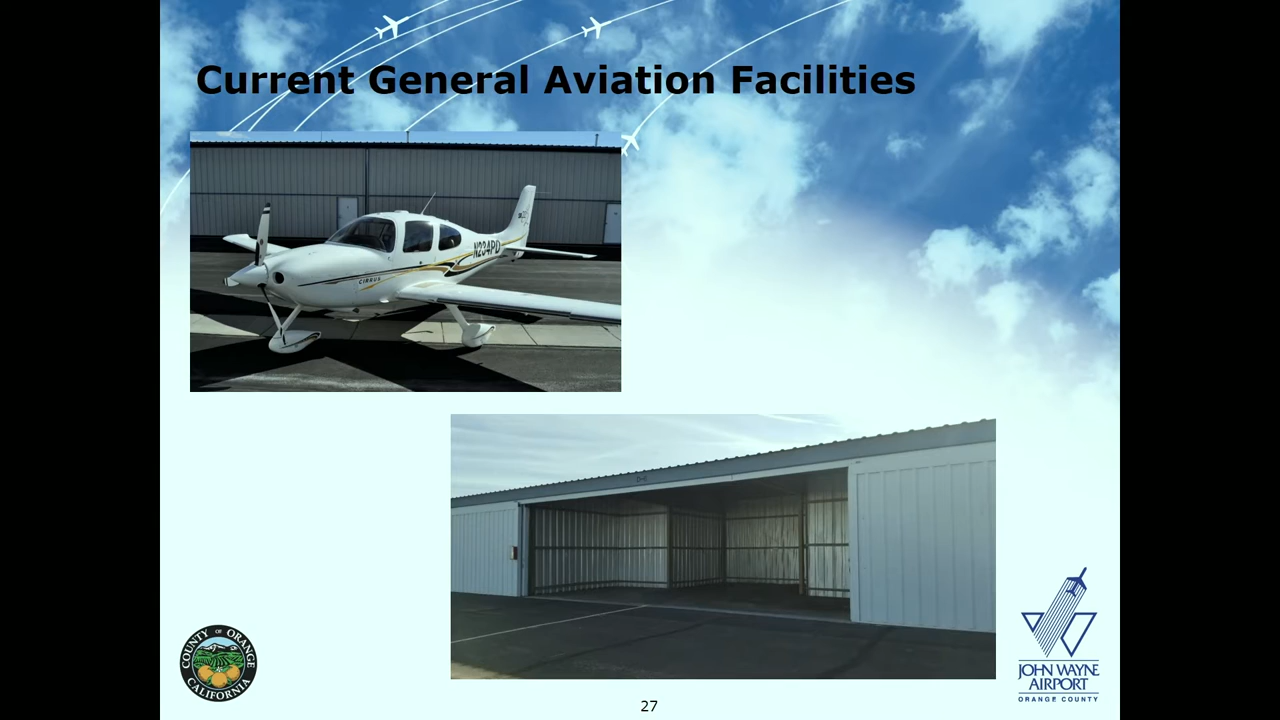 Current General Aviation Facilities
N234PD
CIRRUS
COUNTY OF ORANGE
CALIFORNIA
JOHN WAYNE
AIRPORT
ORANGE COUNTY
27